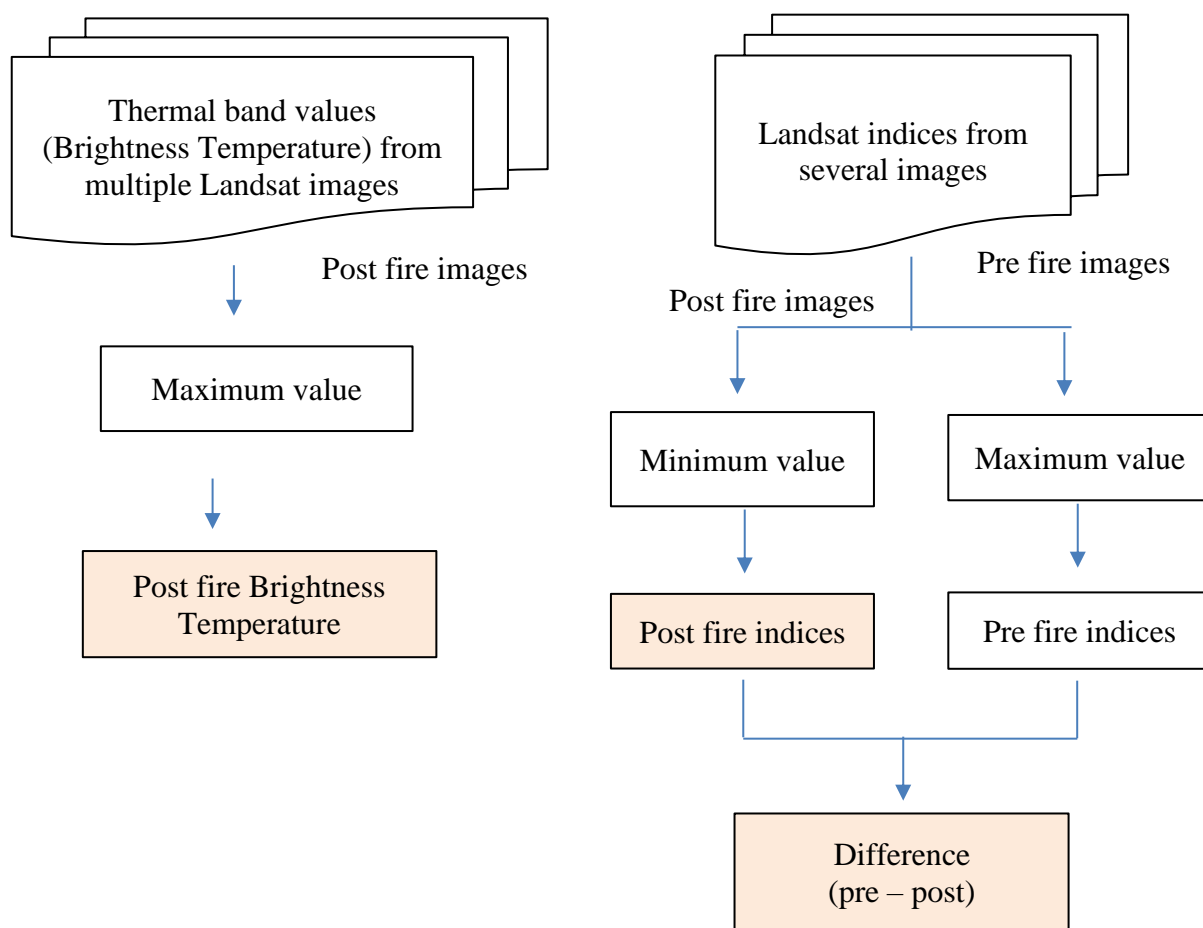 Thermal band values
(Brightness Temperature) from
multiple Landsat images
Post fire images
Maximum value
Post fire Brightness
Temperature
Landsat indices from
several images
Pre fire images
Post fire images
Minimum value
Maximum value
Post fire indices
Pre fire indices
Difference
(pre – post)